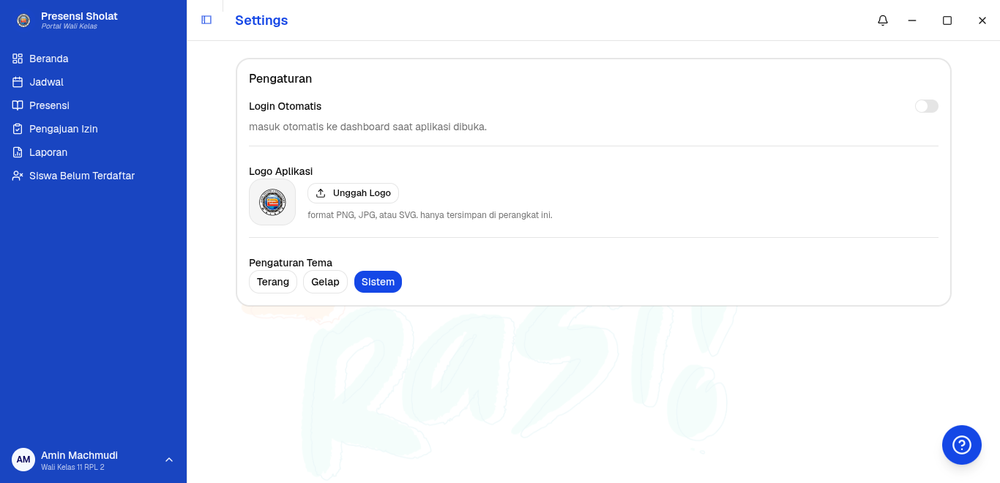 Presensi Sholat
Portal Wali Kelas
Settings
Beranda
Jadwal
Presensi
Pengajuan Izin
Laporan
Siswa Belum Terdaftar
Pengaturan
Login Otomatis
masuk otomatis ke dashboard saat aplikasi dibuka.
Logo Aplikasi
Unggah Logo
format PNG, JPG, atau SVG. hanya tersimpan di perangkat ini.
Pengaturan Tema
Terang
Gelap
Sistem
AM
Amin Machmudi
Wali Kelas 11 RPL 2